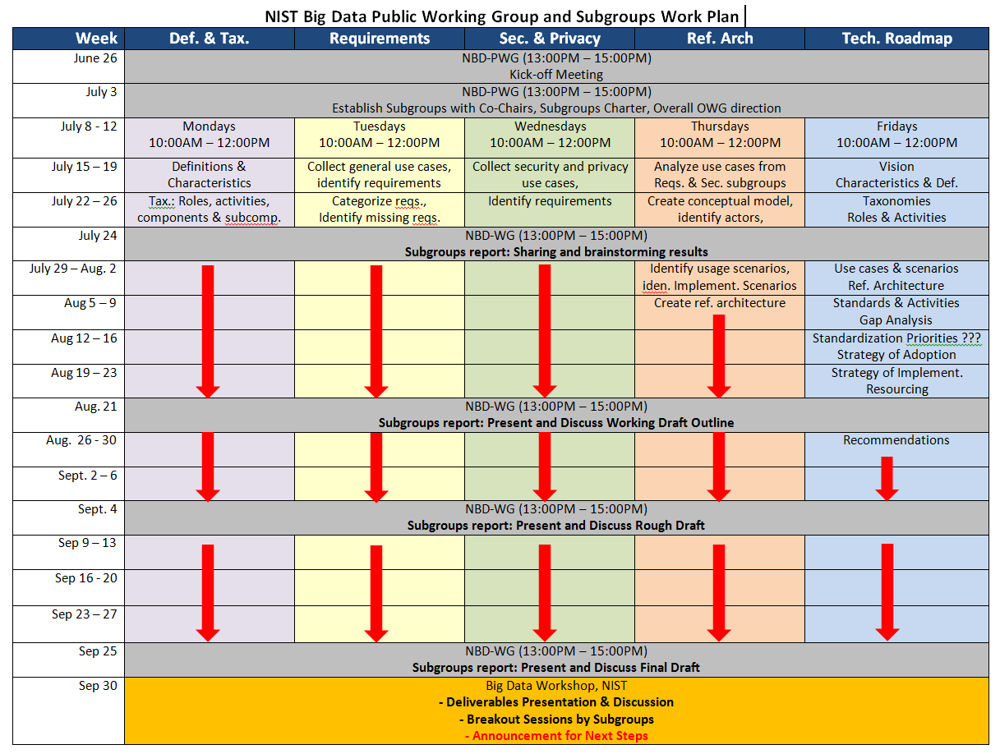 NIST Big Data Public Working Group and Subgroups Work Plan
Week Def. & Tax. Requirements Sec. & Privacy Ref. Arch Tech. Roadmap
June 26 NBD-PWG (13:00PM – 15:00PM)
Kick-off Meeting
July 3 NBD-PWG (13:00PM – 15:00PM)
Establish Subgroups with Co-Chairs, Subgroups Charter, Overall OWG direction
July 8 - 12 Mondays Tuesdays Wednesdays Thursdays Fridays
10:00AM – 12:00PM 10:00AM – 12:00PM 10:00AM – 12:00PM 10:00AM – 12:00PM 10:00AM – 12:00PM
July 15 – 19 Definitions & Collect general use cases, Collect security and privacy Analyze use cases from Vision
Characteristics identify requirements use cases, Reqs. & Sec. subgroups Characteristics & Def.
July 22 – 26 Tax.: Roles, activities, Categorize reqs., Identify requirements Create conceptual model, Taxonomies
components & subcomp. Identify missing reqs. identify actors, Roles & Activities
July 24 NBD-WG (13:00PM – 15:00PM)
Subgroups report: Sharing and brainstorming results
July 29 – Aug. 2 Identify usage scenarios, Use cases & scenarios
iden. Implement. Scenarios Ref. Architecture
Aug 5 – 9 Create ref. architecture Standards & Activities
Gap Analysis
Aug 12 – 16 Standardization Priorities ???
Strategy of Adoption
Aug 19 – 23 Strategy of Implement.
Resourcing
Aug. 21 NBD-WG (13:00PM – 15:00PM)
Subgroups report: Present and Discuss Working Draft Outline
Aug. 26 - 30 Recommendations
Sept. 2 – 6
Sept. 4 NBD-WG (13:00PM – 15:00PM)
Subgroups report: Present and Discuss Rough Draft
Sep 9 – 13
Sep 16 - 20
Sep 23 – 27
Sep 25 NBD-WG (13:00PM – 15:00PM)
Subgroups report: Present and Discuss Final Draft
Sep 30 Big Data Workshop, NIST
- Deliverables Presentation & Discussion
- Breakout Sessions by Subgroups
- Announcement for Next Steps